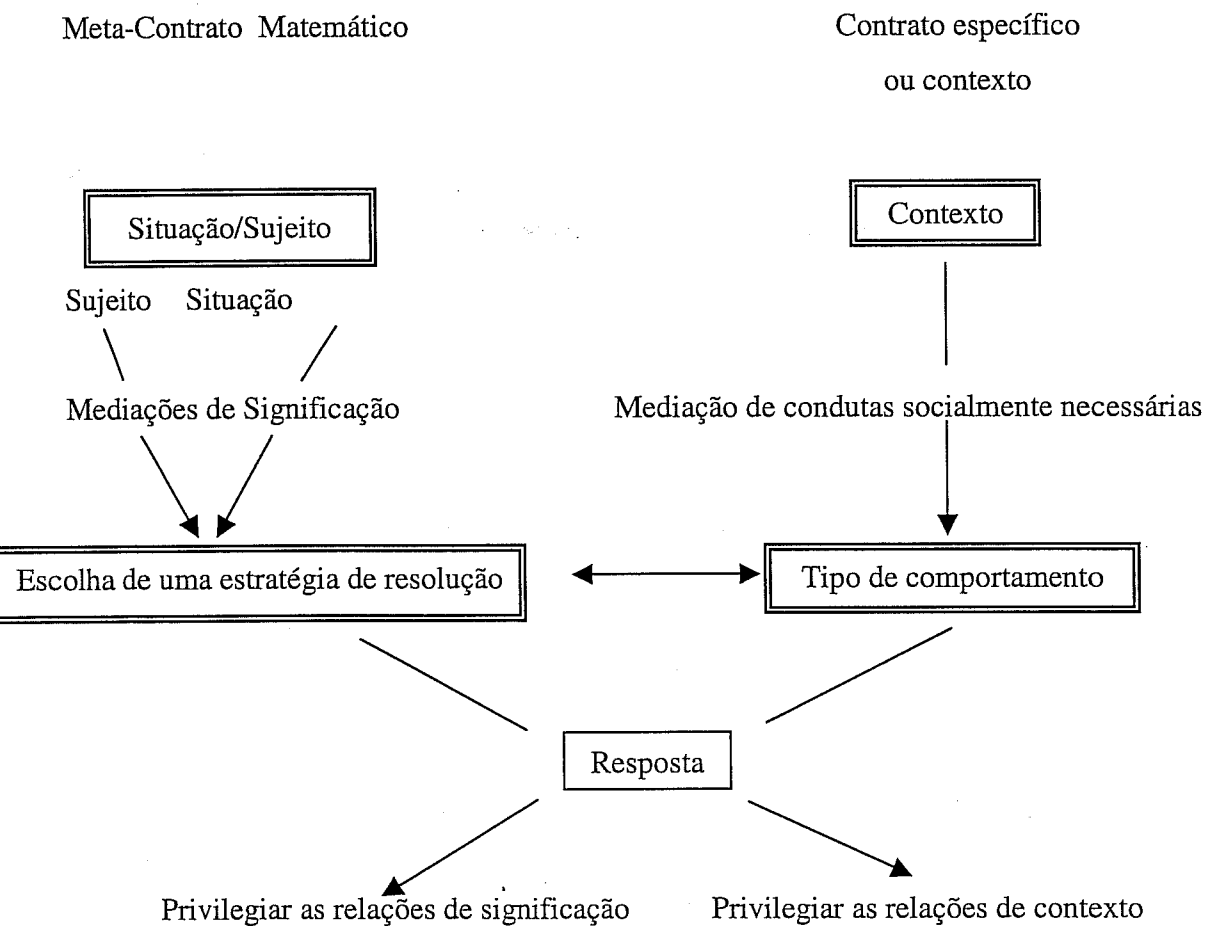 Meta-Contrato Matemático
Contrato específico
ou contexto
Situação/Sujeito
Contexto
Sujeito Situação
Mediações de Significação
Mediação de condutas socialmente necessárias
Escolha de uma estratégia de resolução
Tipo de comportamento
Resposta
Privilegiar as relações de significação
Privilegiar as relações de contexto